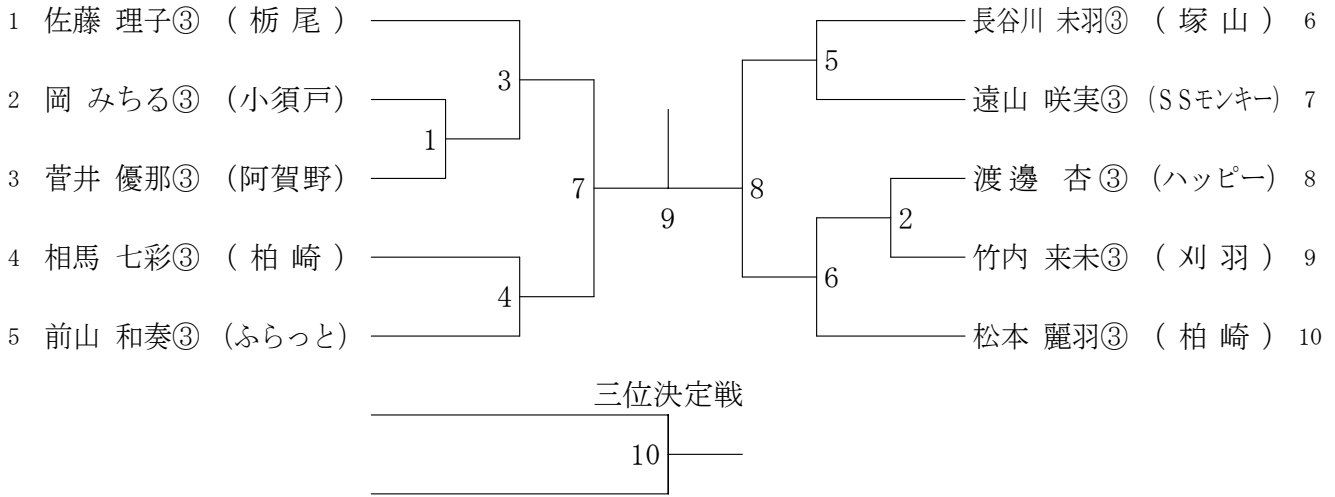 1 佐藤 理子③ ( 栃 尾 )
2 岡 みちる③ (小須戸)
3 菅井 優那③ (阿賀野)
4 相馬 七彩③ ( 柏 崎 )
5 前山 和奏③ (ふらっと)
3
1
7
4
9
5
8
2
6
長谷川 未羽③ ( 塚 山 ) 6
遠山 咲実③ (SSモンキー) 7
渡邊 杏③ (ハッピー) 8
竹内 来未③ ( 刈 羽 ) 9
松本 麗羽③ ( 柏 崎 ) 10
三位決定戦
10